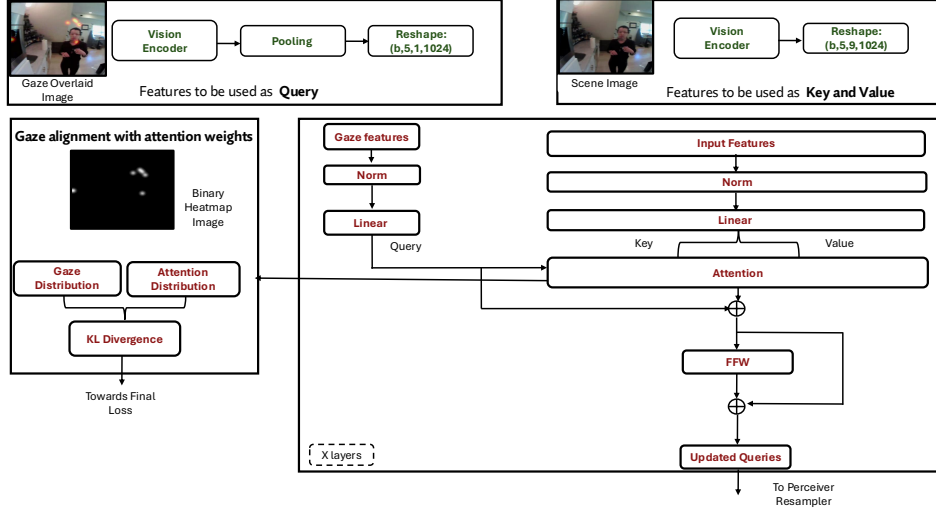 Vision
Encoder
Pooling
Reshape:
(b,5,1,1024)
Gaze Overlaid
Image
Features to be used as Query
Vision
Encoder
Reshape:
(b,5,9,1024)
Scene Image
Features to be used as Key and Value
Gaze alignment with attention weights
Binary
Heatmap
Image
Gaze
Distribution
Attention
Distribution
KL Divergence
Towards Final
Loss
Gaze features
Norm
Linear
Query
Input Features
Norm
Linear
Key
Value
Attention
FFW
Updated Queries
X layers
To Perceiver
Resampler